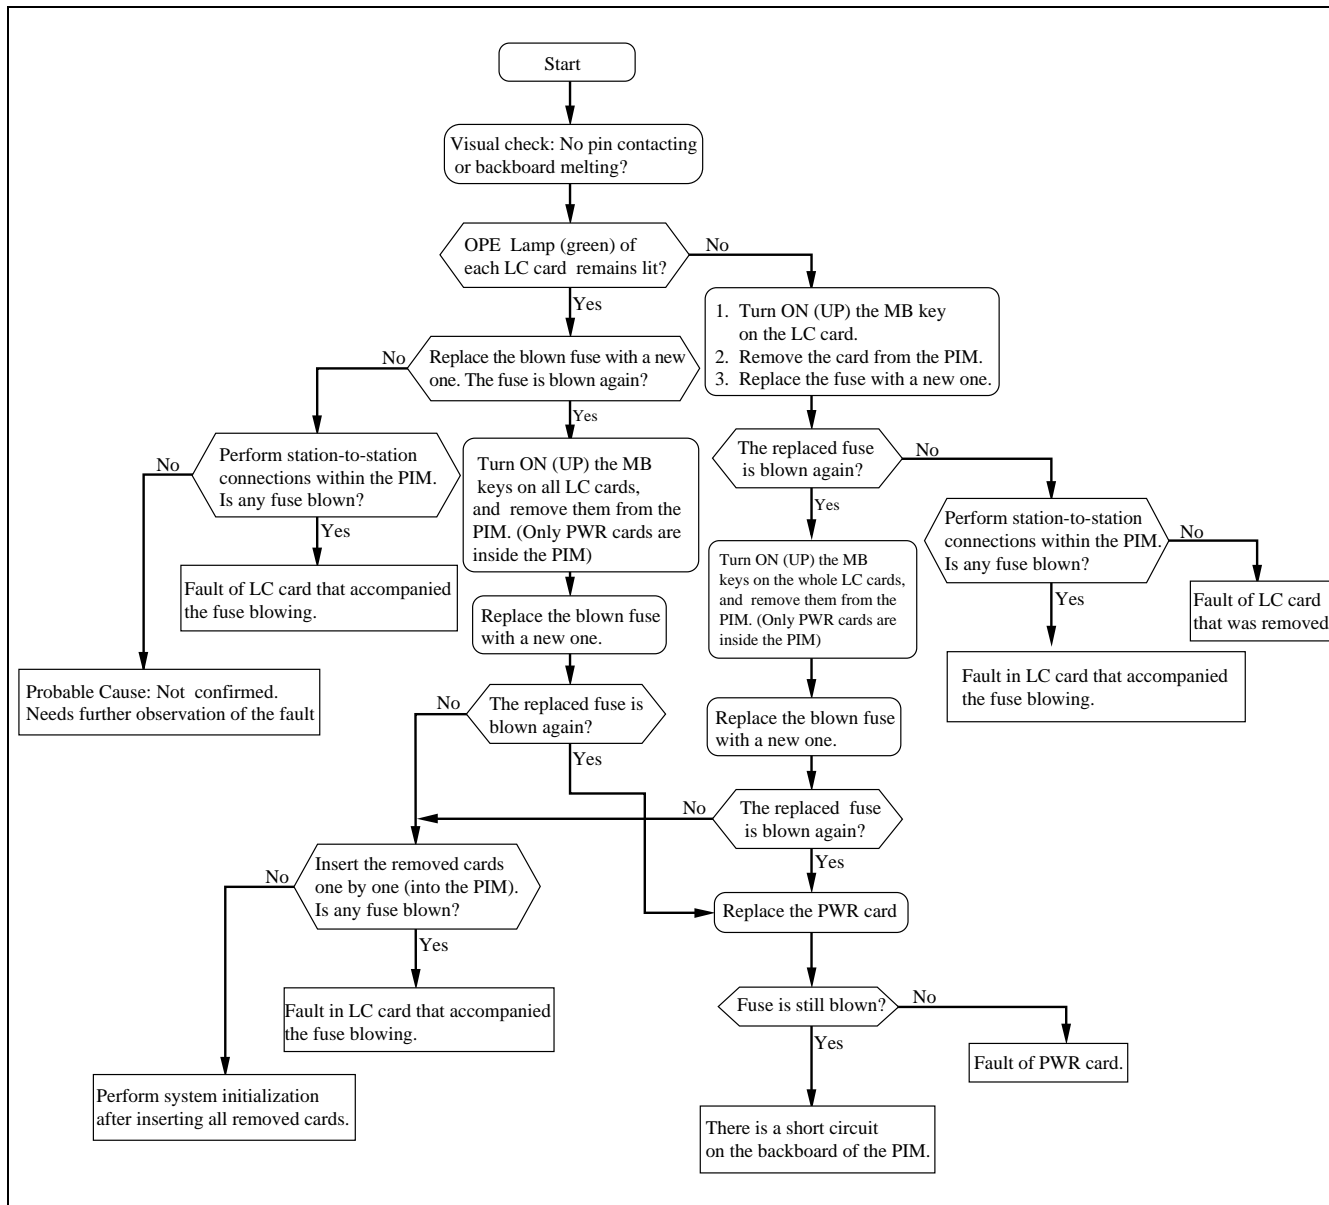 Start
Visual check: No pin contacting
or backboard melting?
OPE Lamp (green) of
each LC card remains lit?
No
Yes
1. Turn ON (UP) the MB key
on the LC card.
2. Remove the card from the PIM.
3. Replace the fuse with a new one.
Replace the blown fuse with a new
one. The fuse is blown again?
No
Yes
Perform station-to-station
connections within the PIM.
Is any fuse blown?
No
Yes
Turn ON (UP) the MB
keys on all LC cards,
and remove them from the
PIM. (Only PWR cards are
inside the PIM)
The replaced fuse
is blown again?
No
Yes
Perform station-to-station
connections within the PIM.
Is any fuse blown?
No
Yes
Turn ON (UP) the MB
keys on the whole LC cards,
and remove them from the
PIM. (Only PWR cards are
inside the PIM)
Fault of LC card that accompanied
the fuse blowing.
Fault of LC card
that was removed.
Replace the blown fuse
with a new one.
Probable Cause: Not confirmed.
Needs further observation of the fault
Fault in LC card that accompanied
the fuse blowing.
The replaced fuse is
blown again?
No
Yes
Replace the blown fuse
with a new one.
The replaced fuse
is blown again?
No
Yes
Insert the removed cards
one by one (into the PIM).
Is any fuse blown?
No
Yes
Replace the PWR card
Fault in LC card that accompanied
the fuse blowing.
Fuse is still blown?
No
Yes
Fault of PWR card.
Perform system initialization
after inserting all removed cards.
There is a short circuit
on the backboard of the PIM.